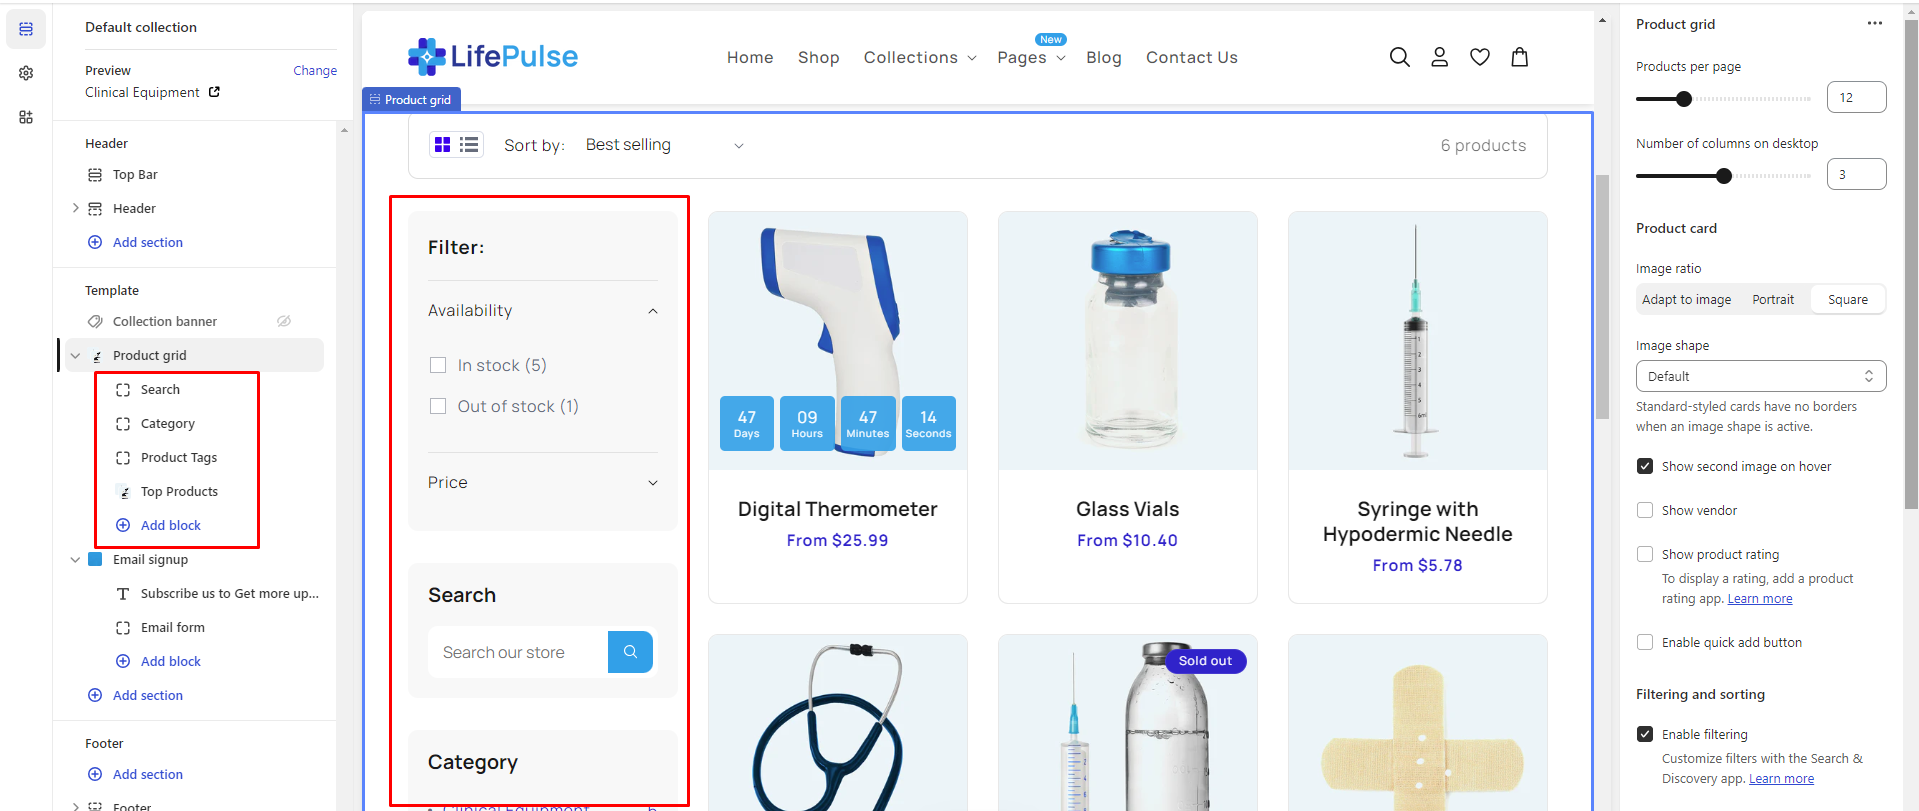 Default collection
Preview
Change
Clinical Equipment
Header
Top Bar
Header
Add section
Template
Collection banner
Product grid
Search
Category
Product Tags
Top Products
Add block
Email signup
Subscribe us to Get more up...
Email form
Add block
Add section
Footer
Add section
Footer
LifePulse
Home
Shop
Collections
Pages
New
Blog
Contact Us
Product grid
Sort by:
Best selling
6 products
Filter:
Availability
In stock (5)
Out of stock (1)
Price
Search
Search our store
Category
Clinical Equipment
47 09 47 14
Days Hours Minutes Seconds
Digital Thermometer
From $25.99
Glass Vials
From $10.40
Syringe with
Hypodermic Needle
From $5.78
Sold out
Product grid
Products per page
12
Number of columns on desktop
3
Product card
Image ratio
Adapt to image
Portrait
Square
Image shape
Default
Standard-styled cards have no borders
when an image shape is active.
Show second image on hover
Show vendor
Show product rating
To display a rating, add a product
rating app. Learn more
Enable quick add button
Filtering and sorting
Enable filtering
Customize filters with the Search &
Discovery app. Learn more